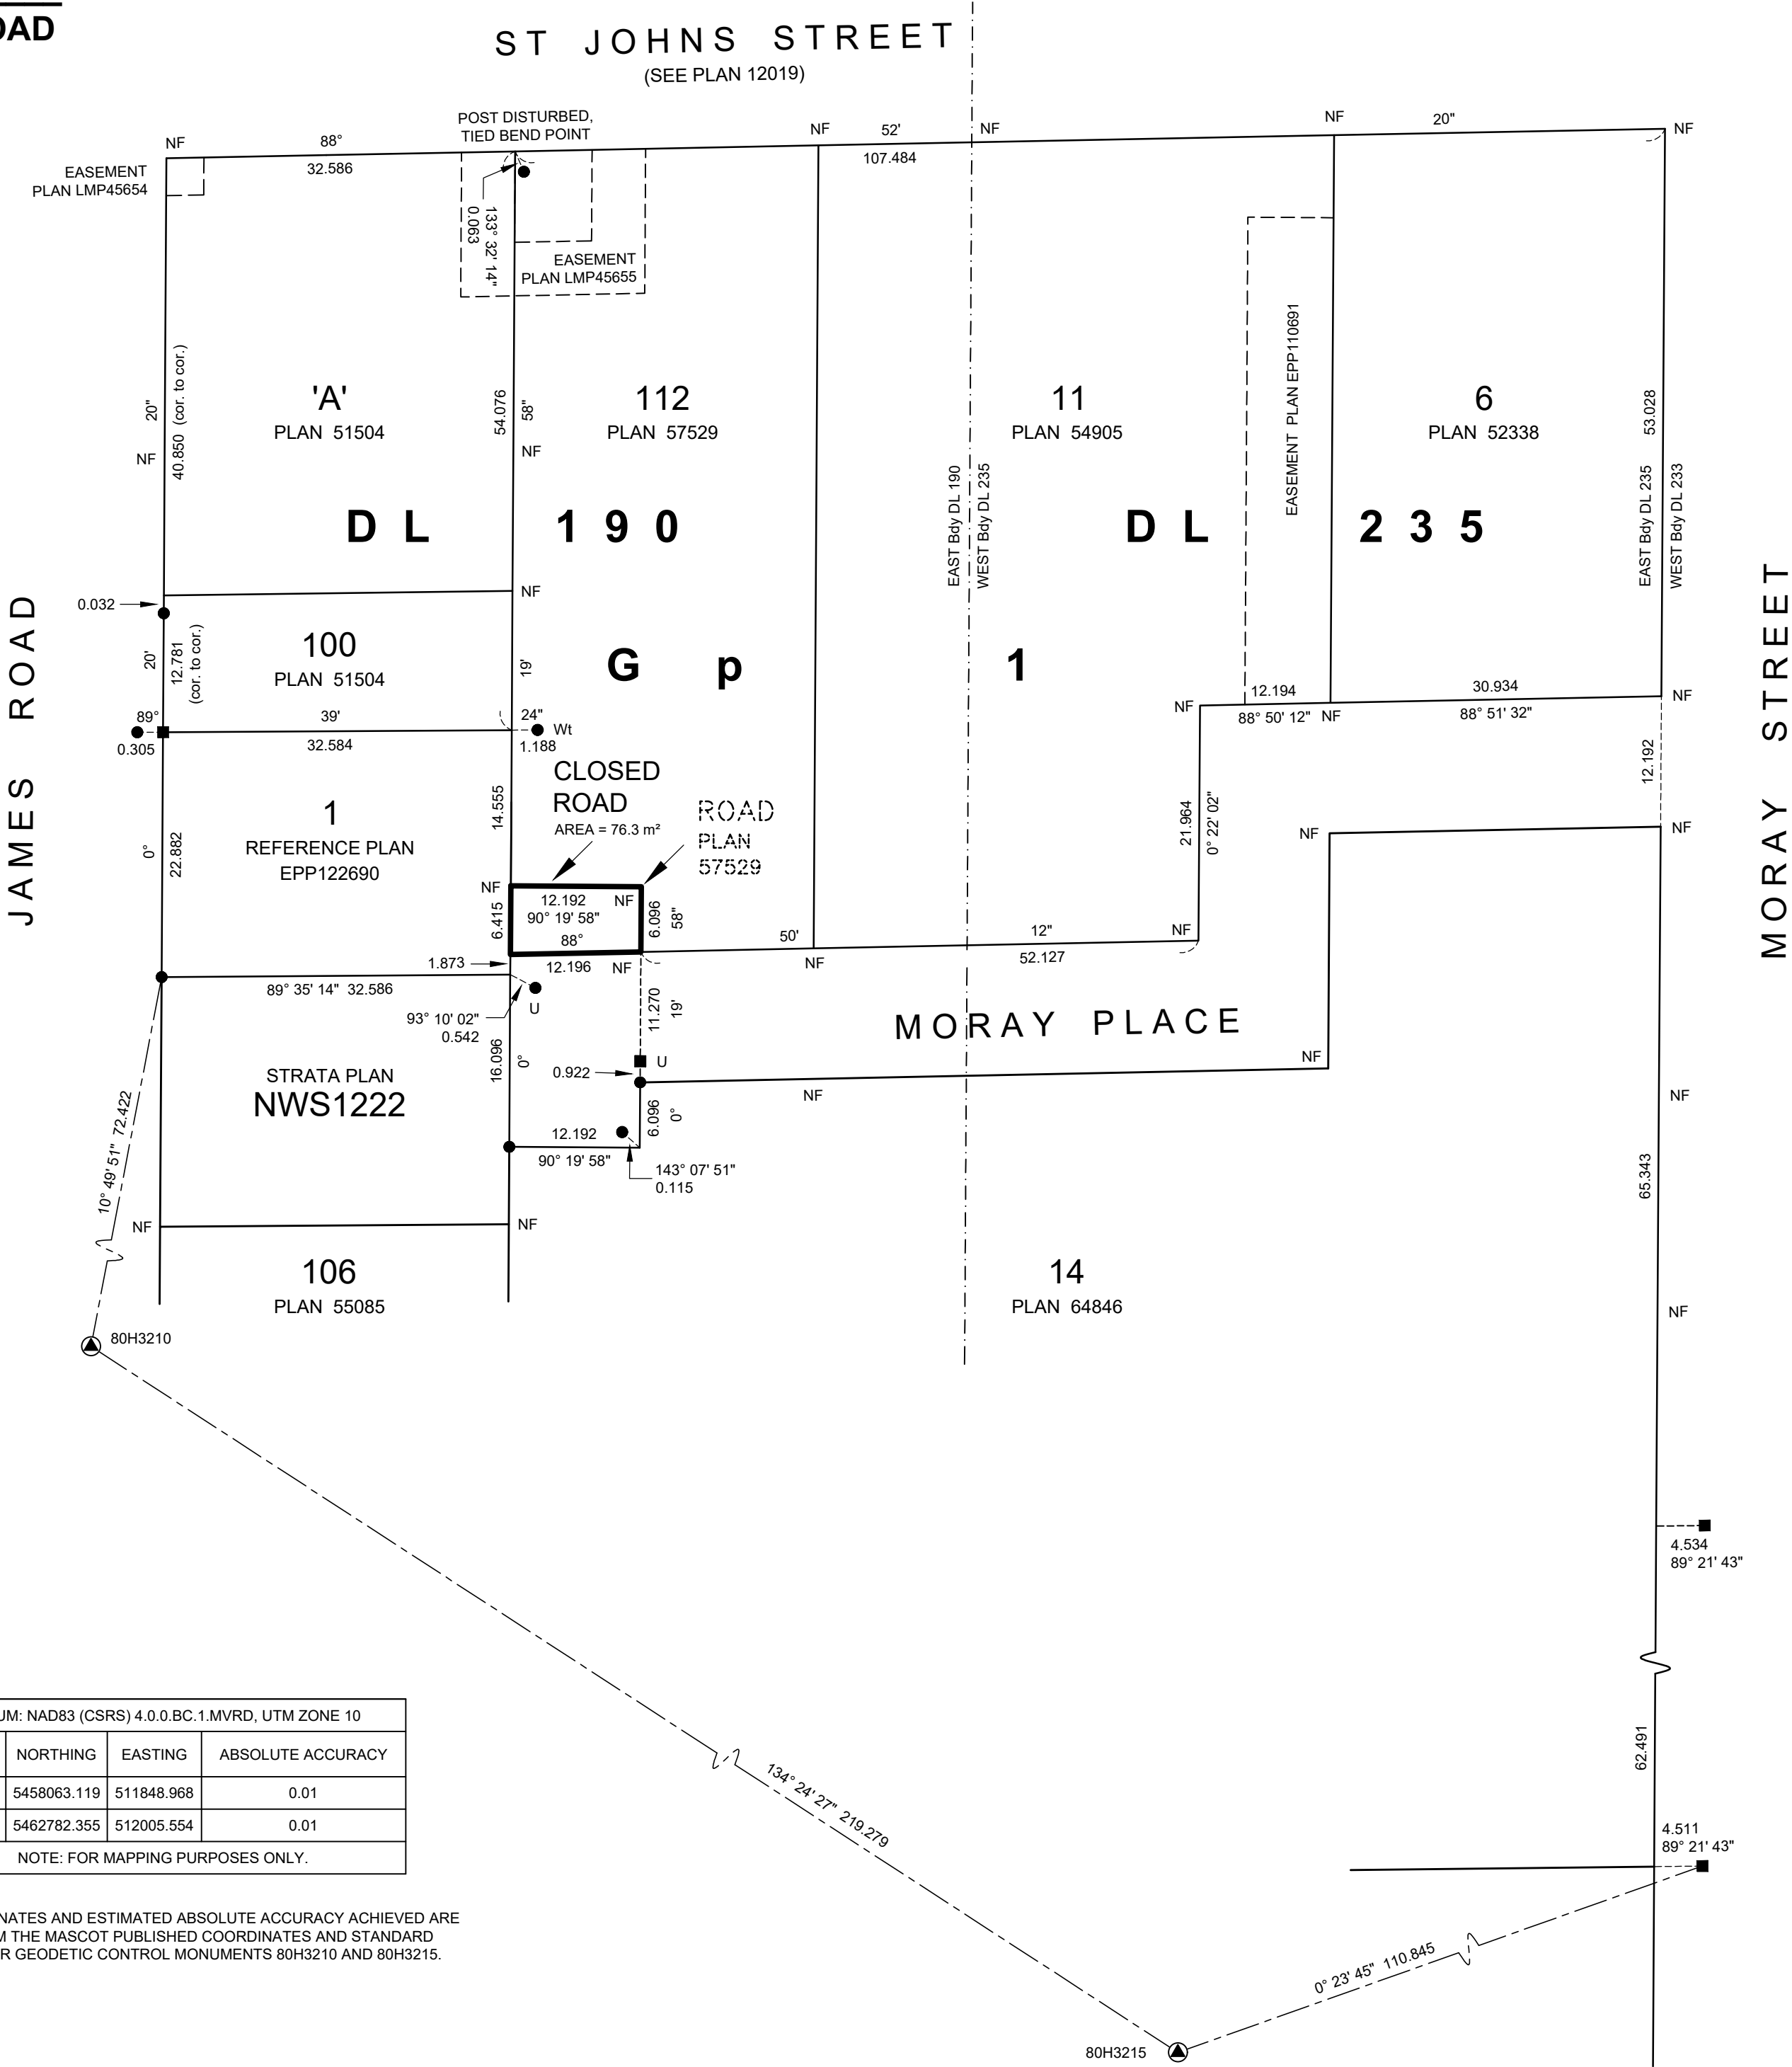 ST JOHNS STREET
(SEE PLAN 12019)
POST DISTURBED,
TIED BEND POINT
NF
88°
32.586
NF
52'
NF
107.484
NF
20"
NF
EASEMENT
PLAN LMP45654
133° 32' 14"
0.063
EASEMENT
PLAN LMP45655
EASEMENT PLAN EPP110691
20"
40.850 (cor. to cor.)
NF
'A'
PLAN 51504
54.076
58"
NF
112
PLAN 57529
11
PLAN 54905
6
PLAN 52338
53.028
EAST Bdy DL 190
WEST Bdy DL 235
EAST Bdy DL 235
WEST Bdy DL 233
DL 190
DL 235
JAMES ROAD
MORAY STREET
0.032
NF
100
PLAN 51504
20'
12.781
(cor. to cor.)
19'
Gp 1
89°
0.305
39'
32.584
24"
Wt
1.188
NF
12.194
88° 50' 12"
NF
30.934
88° 51' 32"
NF
12.192
CLOSED
ROAD
AREA = 76.3 m²
ROAD
PLAN
57529
1
REFERENCE PLAN
EPP122690
0°
22.882
14.555
21.964
0° 22' 02"
NF
NF
NF
12.192
NF
90° 19' 58"
88°
6.415
6.096
58"
50'
12"
NF
52.127
1.873
12.196
NF
NF
89° 35' 14" 32.586
93° 10' 02"
0.542
U
11.270
19'
MORAY PLACE
16.096
0°
0.922
U
NF
NF
NF
STRATA PLAN
NWS1222
10° 49' 51" 72.422
12.192
90° 19' 58"
6.096
0°
143° 07' 51"
0.115
65.343
NF
NF
106
PLAN 55085
14
PLAN 64846
NF
80H3210
4.534
89° 21' 43"
62.491
134° 24' 27" 219.279
4.511
89° 21' 43"
0° 23' 45" 110.845
80H3215
UM: NAD83 (CSRS) 4.0.0.BC.1.MVRD, UTM ZONE 10
NORTHING EASTING ABSOLUTE ACCURACY
5458063.119 511848.968 0.01
5462782.355 512005.554 0.01
NOTE: FOR MAPPING PURPOSES ONLY.
NATES AND ESTIMATED ABSOLUTE ACCURACY ACHIEVED ARE
M THE MASCOT PUBLISHED COORDINATES AND STANDARD
R GEODETIC CONTROL MONUMENTS 80H3210 AND 80H3215.